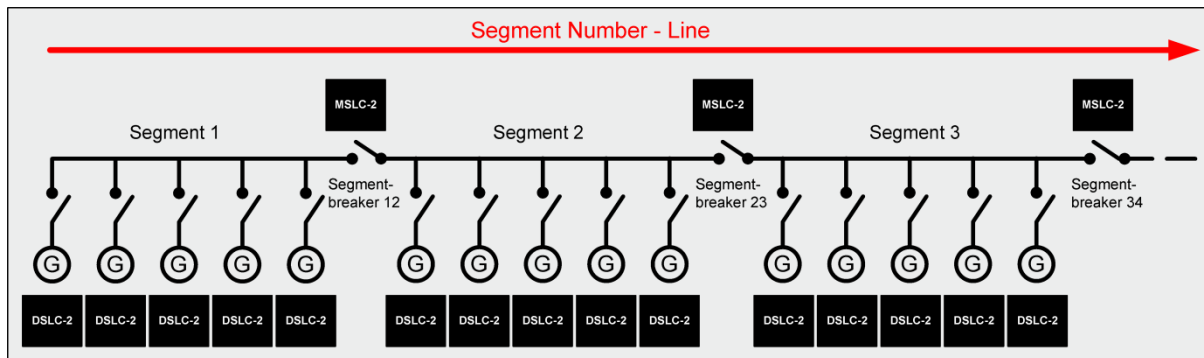 Segment Number - Line
MSLC-2
MSLC-2
MSLC-2
Segment 1
Segment 2
Segment 3
Segment-
breaker 12
Segment-
breaker 23
Segment-
breaker 34
G G G G G G G G G G G G G G G
DSLC-2 DSLC-2 DSLC-2 DSLC-2 DSLC-2 DSLC-2 DSLC-2 DSLC-2 DSLC-2 DSLC-2 DSLC-2 DSLC-2 DSLC-2 DSLC-2 DSLC-2